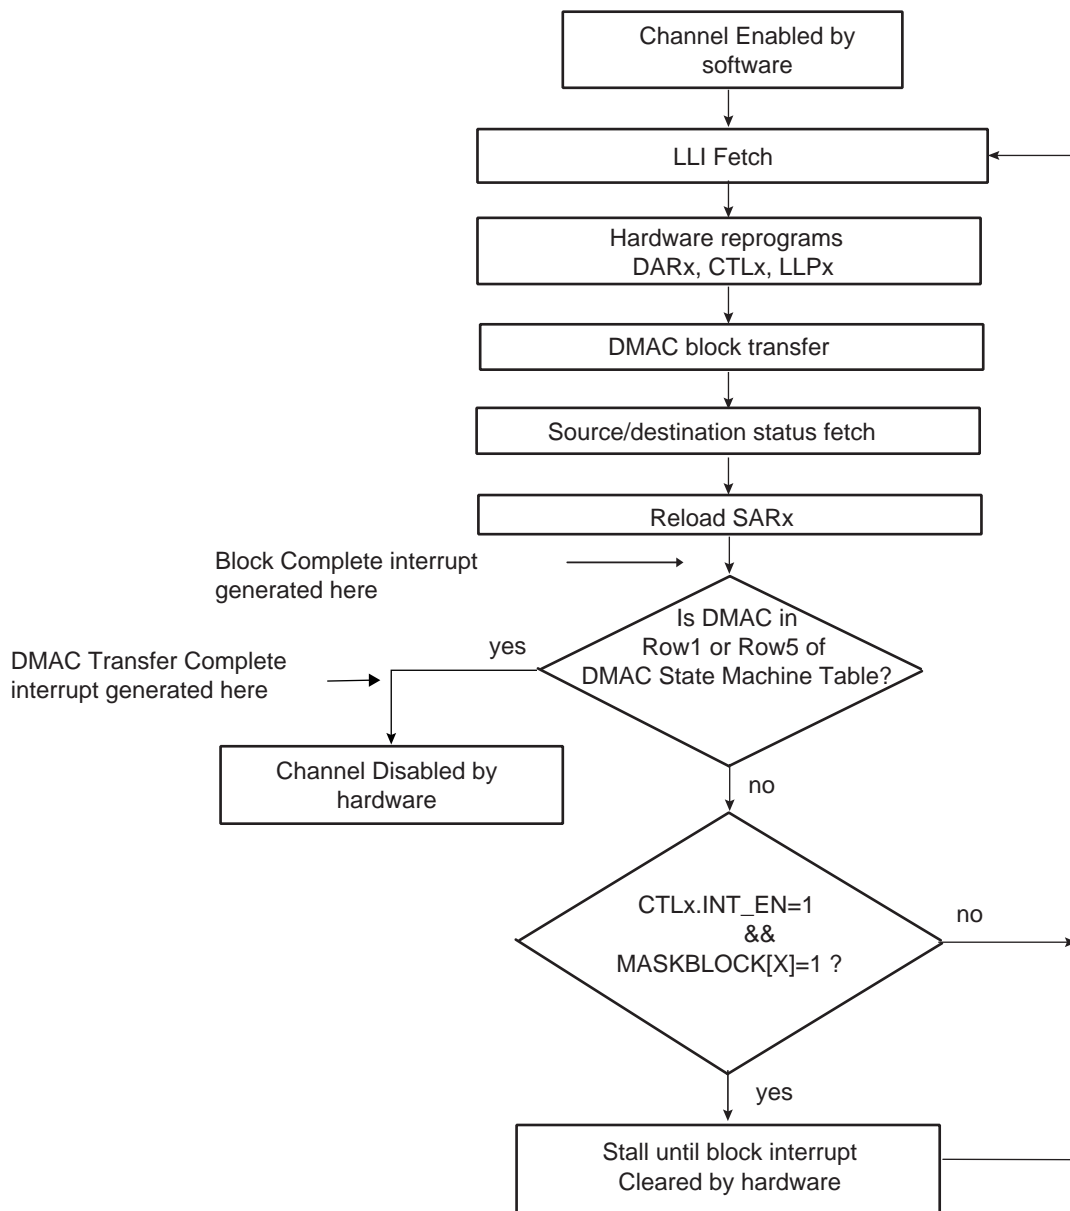 Channel Enabled by
software
LLI Fetch
Hardware reprograms
DARx, CTLx, LLPx
DMAC block transfer
Source/destination status fetch
Reload SARx
Block Complete interrupt
generated here
Is DMAC in
Row1 or Row5 of
DMAC State Machine Table?
yes
DMAC Transfer Complete
interrupt generated here
Channel Disabled by
hardware
no
CTLx.INT_EN=1
&&
MASKBLOCK[X]=1 ?
no
yes
Stall until block interrupt
Cleared by hardware